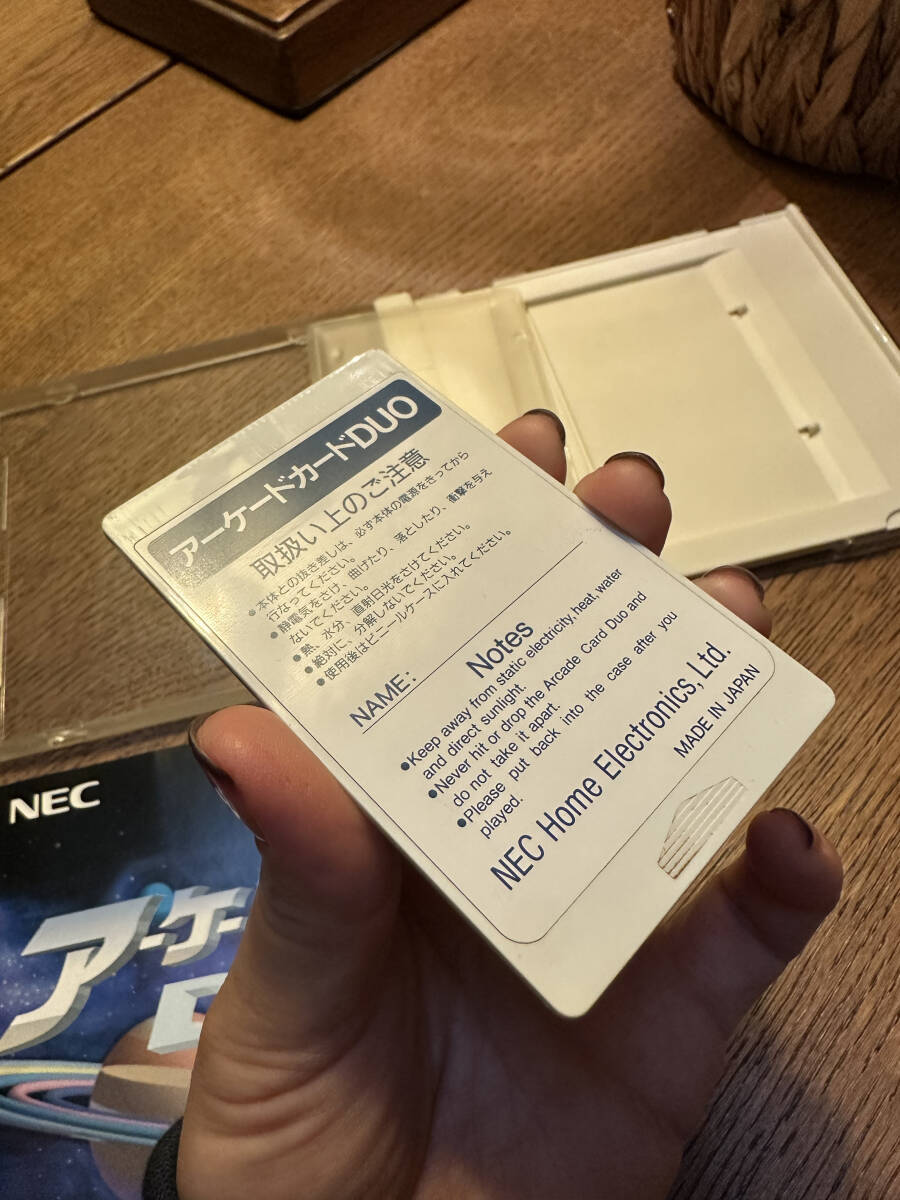 アーケードカードDUO
取扱い上のご注意
●本体との抜き差しは、必ず本体の電源をきってから
行なってください。
●静電気をさけ、曲げたり、落としたり、衝撃を与え
ないでください。
●熱、水分、直射日光をさけてください。
●絶対に、分解しないでください。
●使用後はビニールケースに入れてください。
NAME:
Notes
●Keep away from static electricity, heat, water
and direct sunlight.
●Never hit or drop the Arcade Card Duo and
do not take it apart.
●Please put back into the case after you
played.
NEC Home Electronics, Ltd.
MADE IN JAPAN
NEC
アーケ